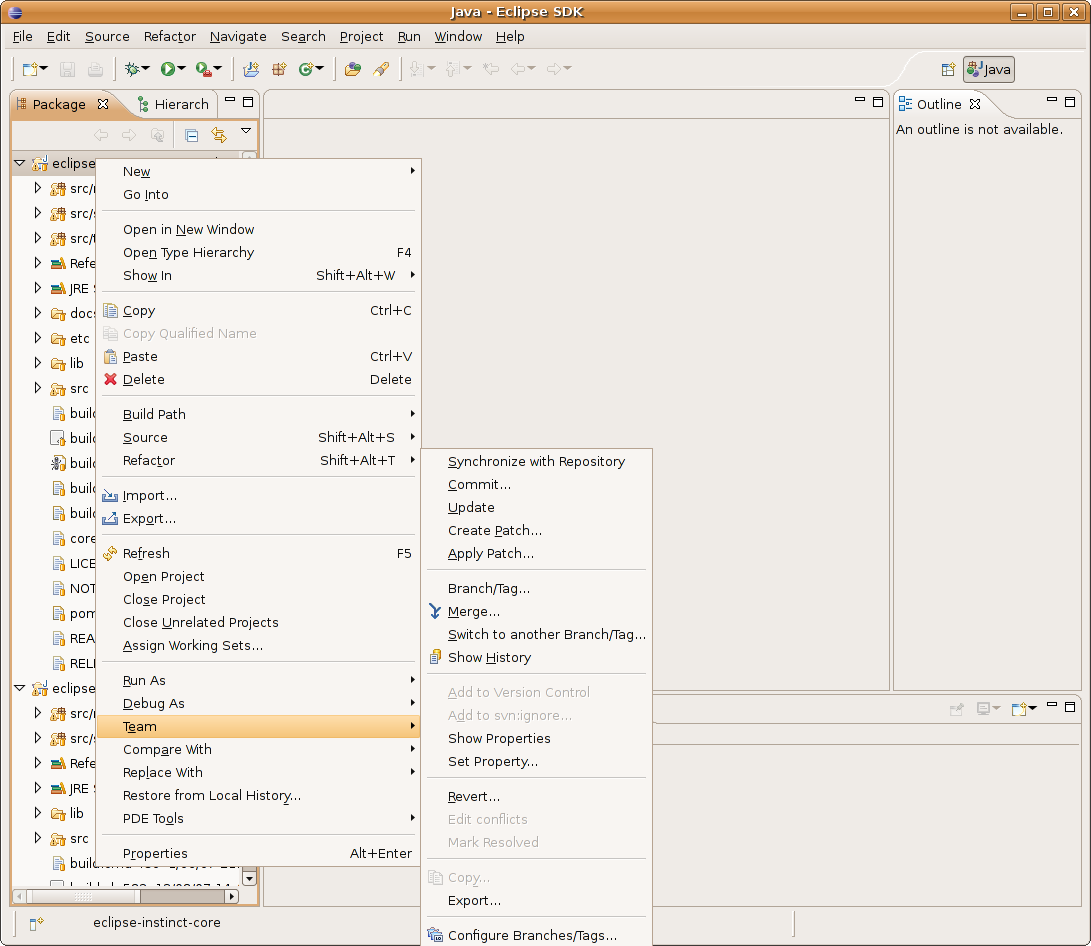 Java - Eclipse SDK
File Edit Source Refactor Navigate Search Project Run Window Help
Java
Package
Hierarch
Outline
An outline is not available.
eclipse
src/
src/
src/
Refe
JRE
docs
etc
lib
src
build
build
build
build
build
core
LICE
NOT
pom
REA
RELI
eclipse
src/
src/
Refe
JRE
lib
src
New
Go Into
Open in New Window
Open Type Hierarchy F4
Show In Shift+Alt+W
Copy Ctrl+C
Copy Qualified Name
Paste Ctrl+V
Delete Delete
Build Path
Source Shift+Alt+S
Refactor Shift+Alt+T
Import...
Export...
Refresh F5
Open Project
Close Project
Close Unrelated Projects
Assign Working Sets...
Run As
Debug As
Team
Compare With
Replace With
Restore from Local History...
PDE Tools
Properties Alt+Enter
Synchronize with Repository
Commit...
Update
Create Patch...
Apply Patch...
Branch/Tag...
Merge...
Switch to another Branch/Tag...
Show History
Add to Version Control
Add to svn:ignore...
Show Properties
Set Property...
Revert...
Edit conflicts
Mark Resolved
Copy...
Export...
Configure Branches/Tags...
eclipse-instinct-core